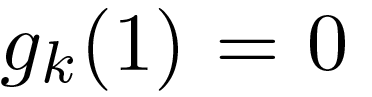 g_k(1) = 0